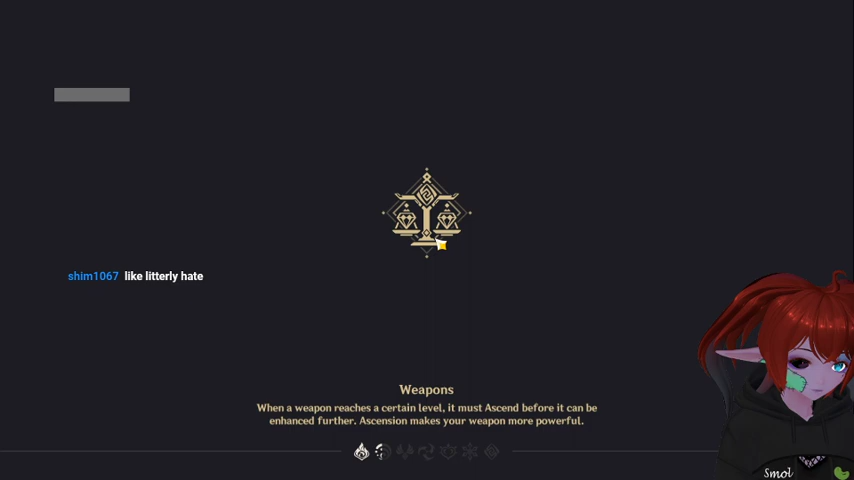 shim1067 like litterly hate
Weapons
When a weapon reaches a certain level, it must Ascend before it can be
enhanced further. Ascension makes your weapon more powerful.
Smol